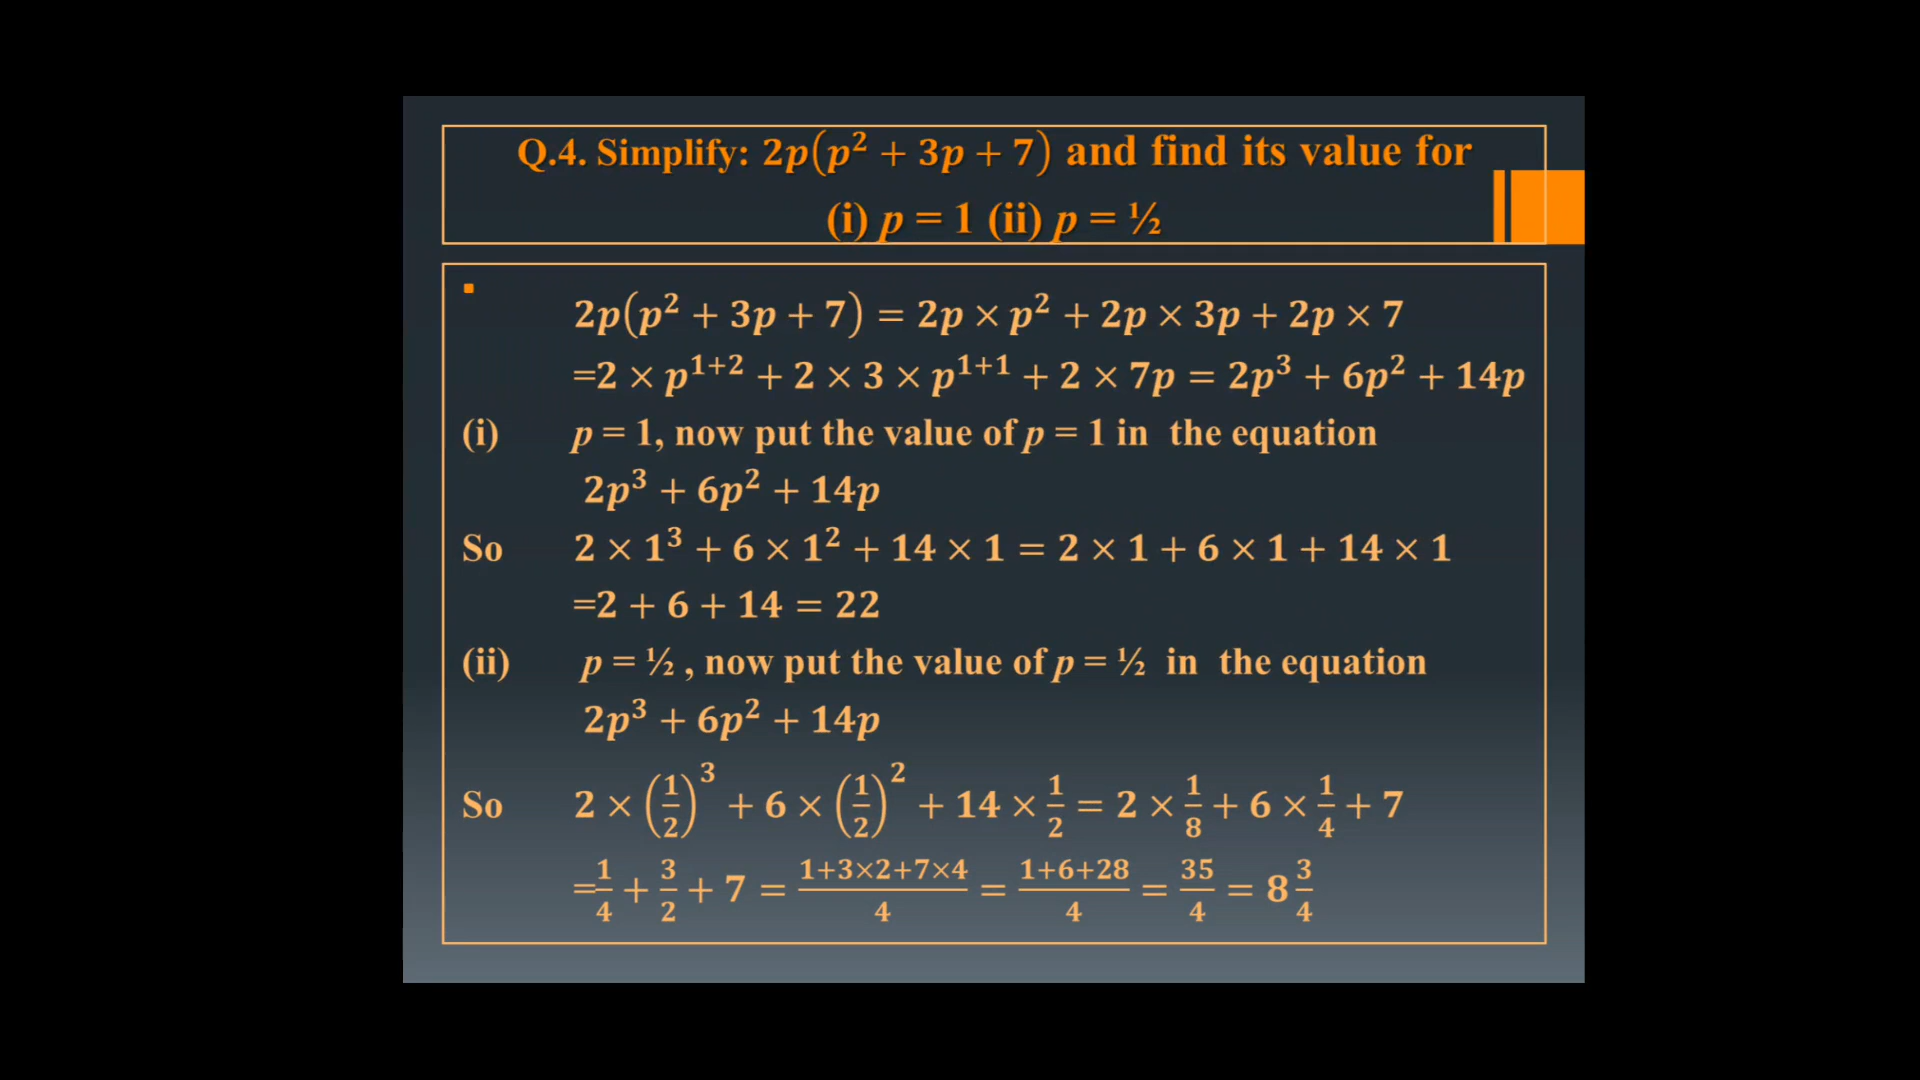 Q.4. Simplify: 2p(p² + 3p + 7) and find its value for
(i) p = 1 (ii) p = ½
2p(p² + 3p + 7) = 2p × p² + 2p × 3p + 2p × 7
=2 × p¹⁺² + 2 × 3 × p¹⁺¹ + 2 × 7p = 2p³ + 6p² + 14p
(i) p = 1, now put the value of p = 1 in the equation
2p³ + 6p² + 14p
So 2 × 1³ + 6 × 1² + 14 × 1 = 2 × 1 + 6 × 1 + 14 × 1
=2 + 6 + 14 = 22
(ii) p = ½ , now put the value of p = ½ in the equation
2p³ + 6p² + 14p
So 2 × (1/2)³ + 6 × (1/2)² + 14 × 1/2 = 2 × 1/8 + 6 × 1/4 + 7
=1/4 + 3/2 + 7 = (1+3×2+7×4)/4 = (1+6+28)/4 = 35/4 = 8 3/4